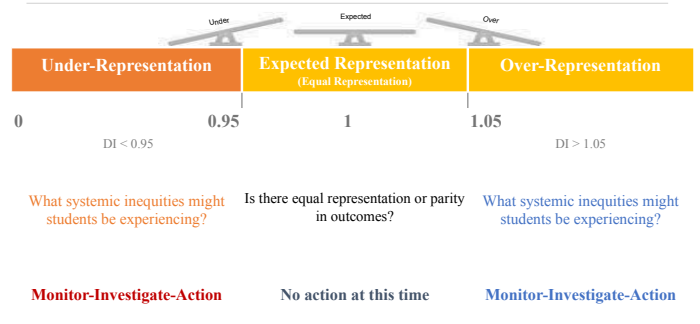 Under
Expected
Over
Under-Representation
Expected Representation
(Equal Representation)
Over-Representation
0
0.95
1
1.05
DI < 0.95
DI > 1.05
What systemic inequities might
students be experiencing?
Is there equal representation or parity
in outcomes?
What systemic inequities might
students be experiencing?
Monitor-Investigate-Action
No action at this time
Monitor-Investigate-Action